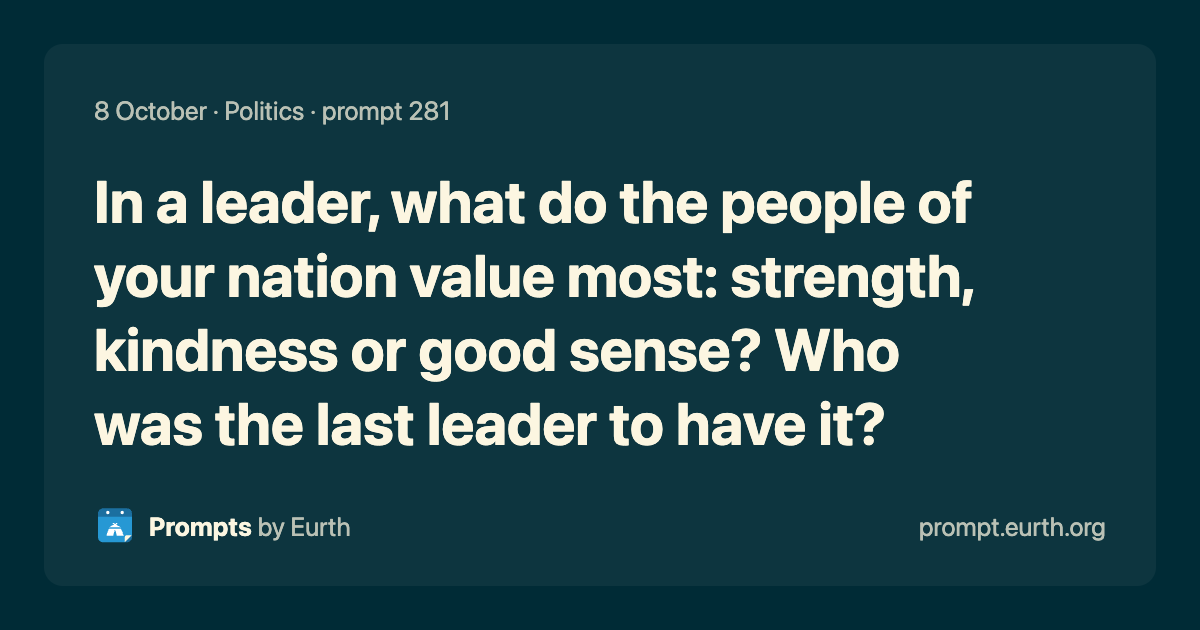 8 October · Politics · prompt 281
In a leader, what do the people of
your nation value most: strength,
kindness or good sense? Who
was the last leader to have it?
Prompts by Eurth
prompt.eurth.org